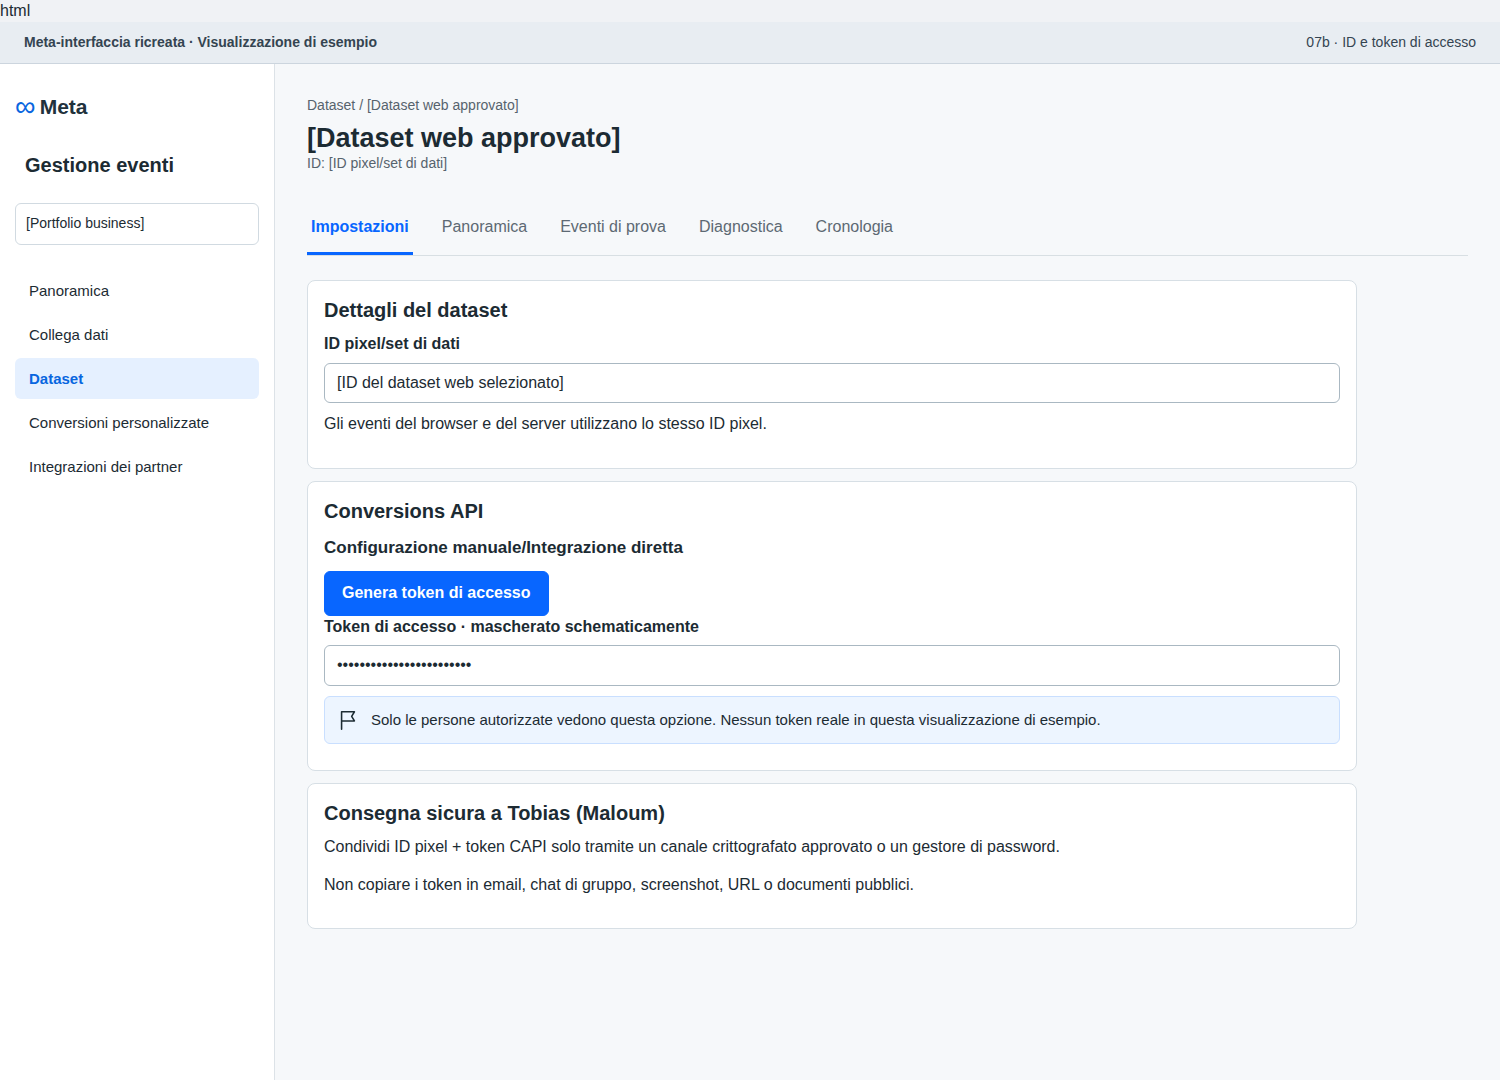 html
Meta-interfaccia ricreata · Visualizzazione di esempio
07b · ID e token di accesso
∞ Meta
Gestione eventi
[Portfolio business]
Panoramica
Collega dati
Dataset
Conversioni personalizzate
Integrazioni dei partner
Dataset / [Dataset web approvato]
[Dataset web approvato]
ID: [ID pixel/set di dati]
Impostazioni Panoramica Eventi di prova Diagnostica Cronologia
Dettagli del dataset
ID pixel/set di dati
[ID del dataset web selezionato]
Gli eventi del browser e del server utilizzano lo stesso ID pixel.
Conversions API
Configurazione manuale/Integrazione diretta
Genera token di accesso
Token di accesso · mascherato schematicamente
••••••••••••••••••••••••
Solo le persone autorizzate vedono questa opzione. Nessun token reale in questa visualizzazione di esempio.
Consegna sicura a Tobias (Maloum)
Condividi ID pixel + token CAPI solo tramite un canale crittografato approvato o un gestore di password.
Non copiare i token in email, chat di gruppo, screenshot, URL o documenti pubblici.